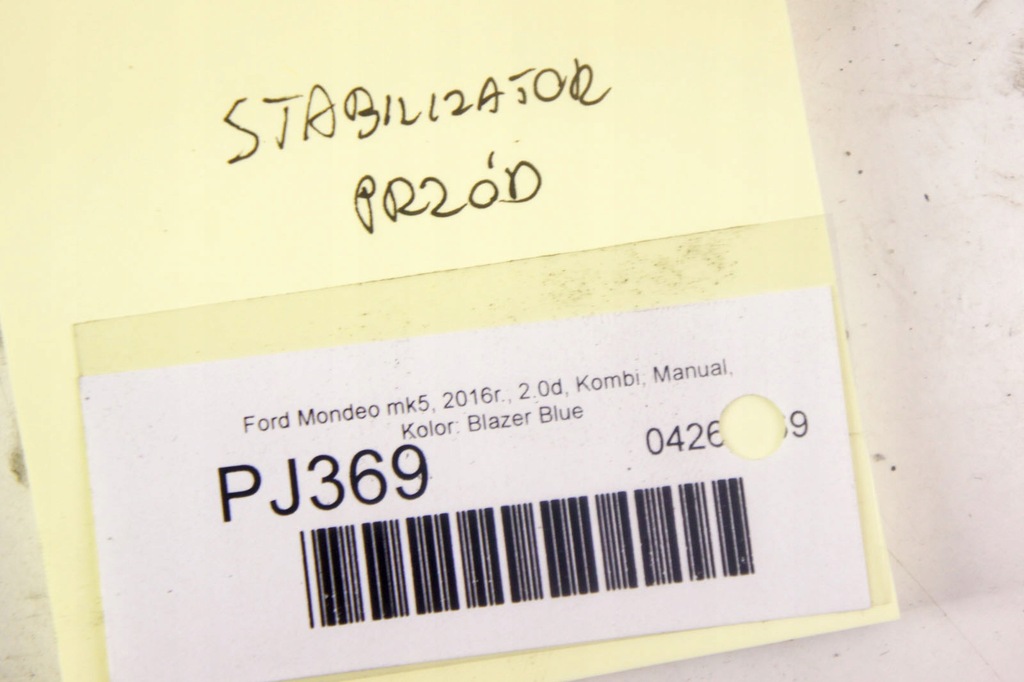 STABILIZATOR
PRZÓD
Ford Mondeo mk5, 2016r., 2.0d, Kombi, Manual,
Kolor: Blazer Blue
PJ369